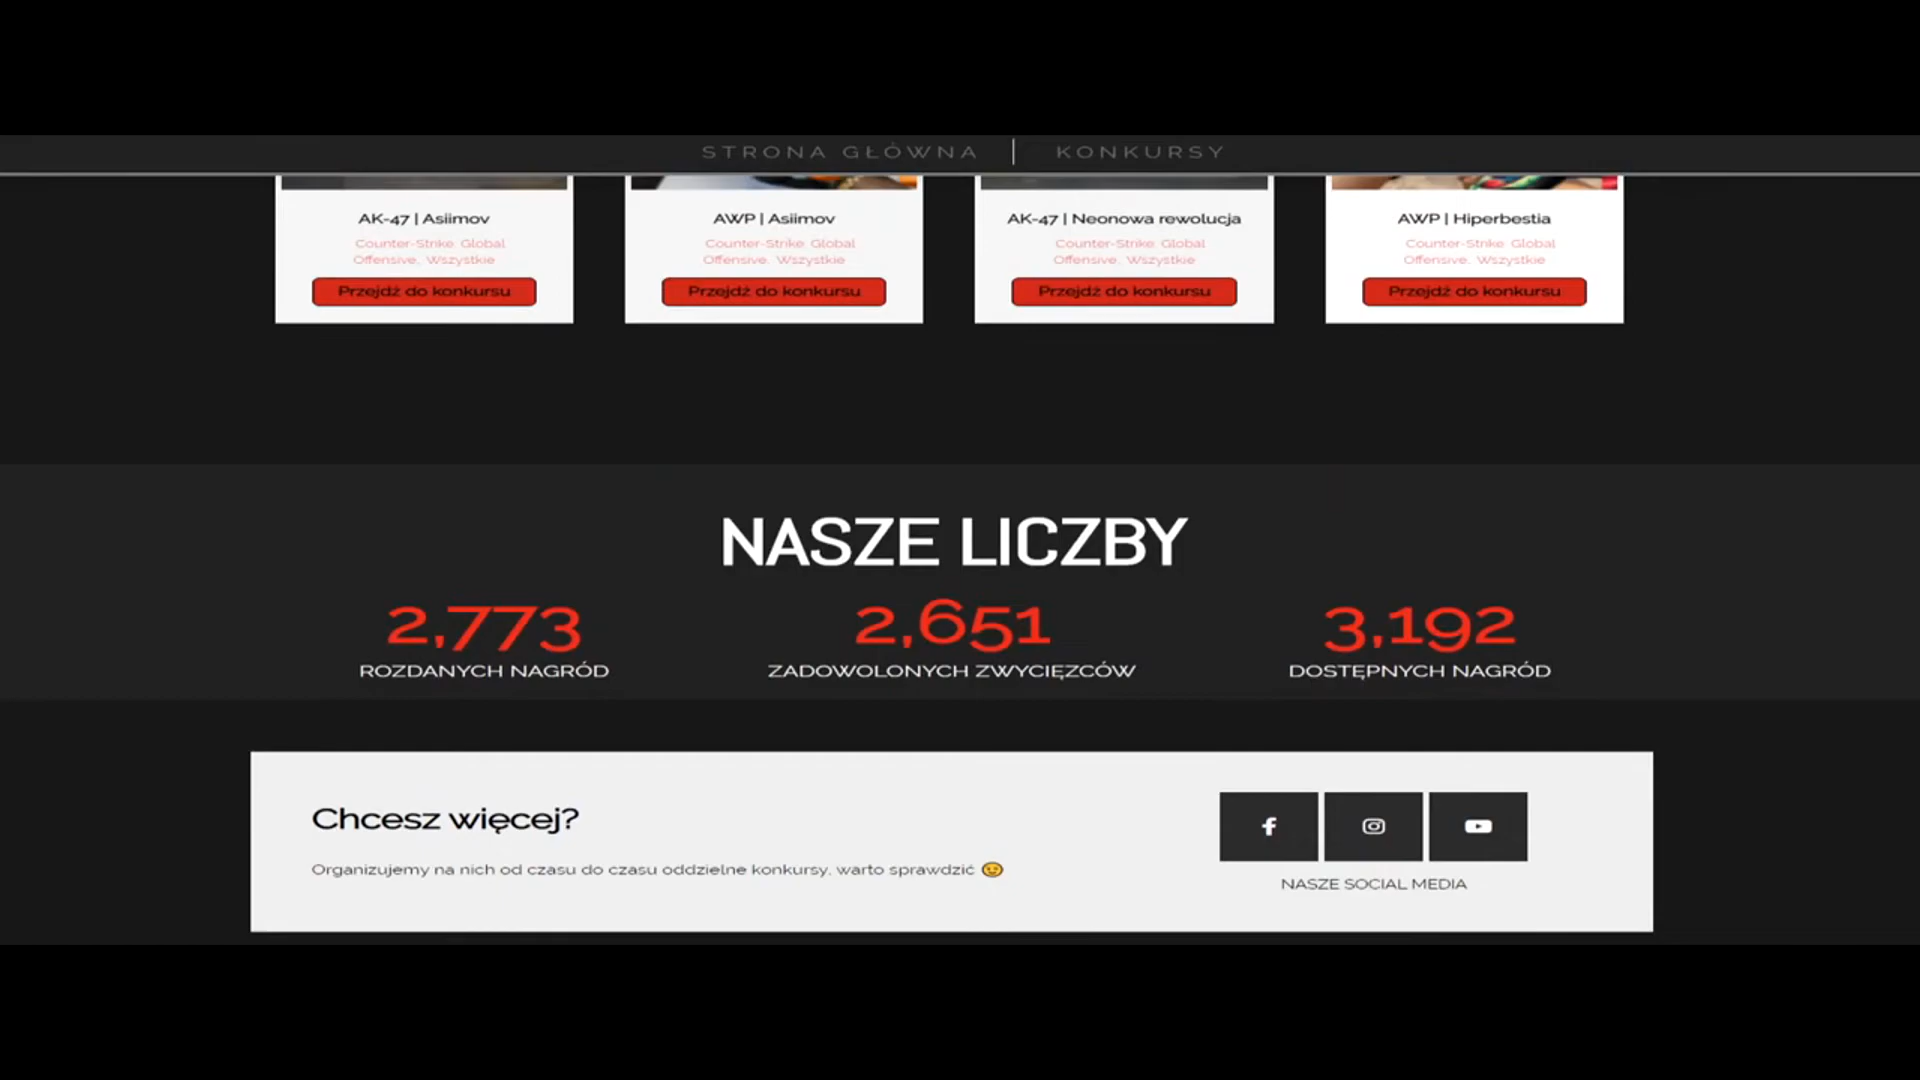 STRONA GŁÓWNA
KONKURSY
AK-47 | Asiimov
Counter-Strike: Global
Offensive, Wszystkie
Przejdź do konkursu
AWP | Asiimov
Counter-Strike: Global
Offensive, Wszystkie
Przejdź do konkursu
AK-47 | Neonowa rewolucja
Counter-Strike: Global
Offensive, Wszystkie
Przejdź do konkursu
AWP | Hiperbestia
Counter-Strike: Global
Offensive, Wszystkie
Przejdź do konkursu
NASZE LICZBY
2,773
ROZDANYCH NAGRÓD
2,651
ZADOWOLONYCH ZWYCIĘZCÓW
3,192
DOSTĘPNYCH NAGRÓD
Chcesz więcej?
Organizujemy na nich od czasu do czasu oddzielne konkursy, warto sprawdzić 😉
NASZE SOCIAL MEDIA